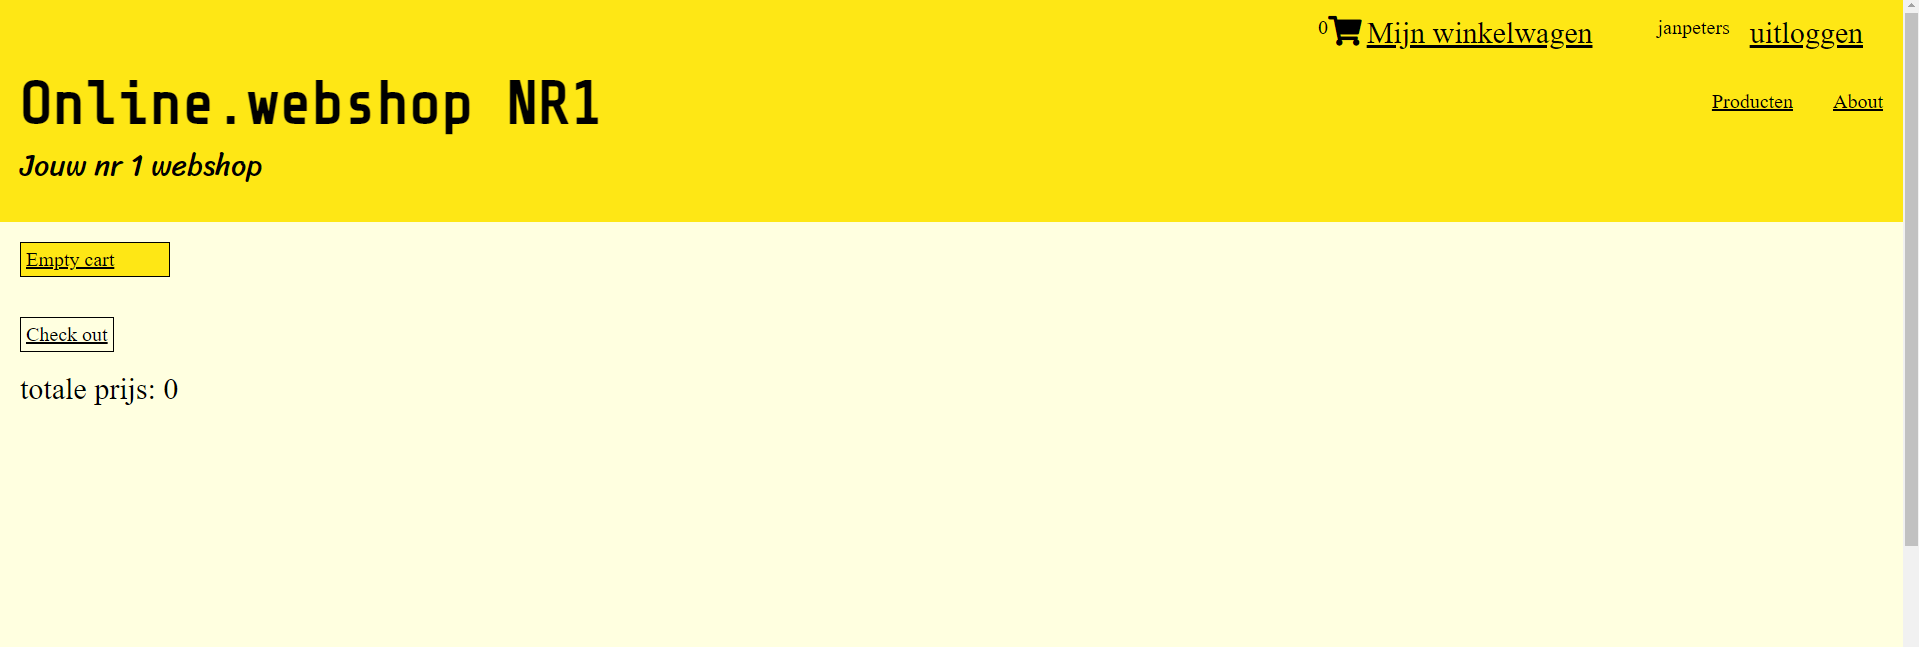 0 Mijn winkelwagen janpeters uitloggen
Online.webshop NR1
Producten About
Jouw nr 1 webshop
Empty cart
Check out
totale prijs: 0